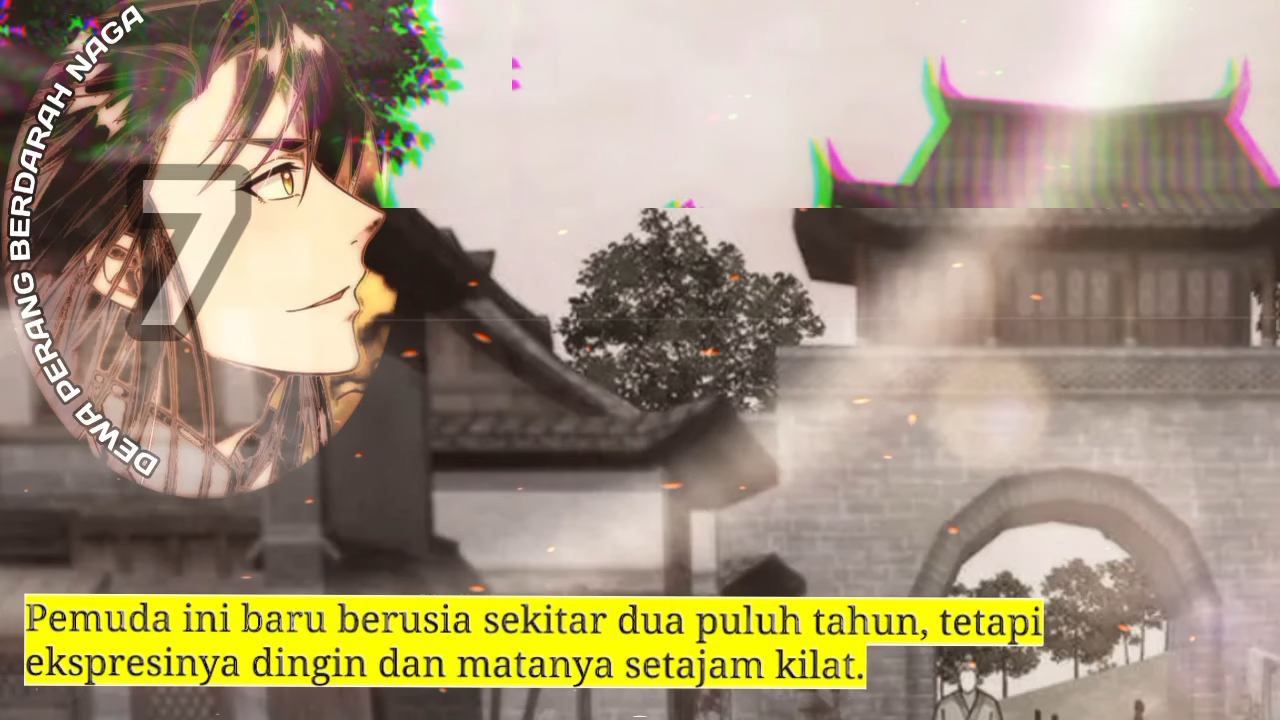 DEWA PERANG BERDARAH NAGA
7
Pemuda ini baru berusia sekitar dua puluh tahun, tetapi
ekspresinya dingin dan matanya setajam kilat.